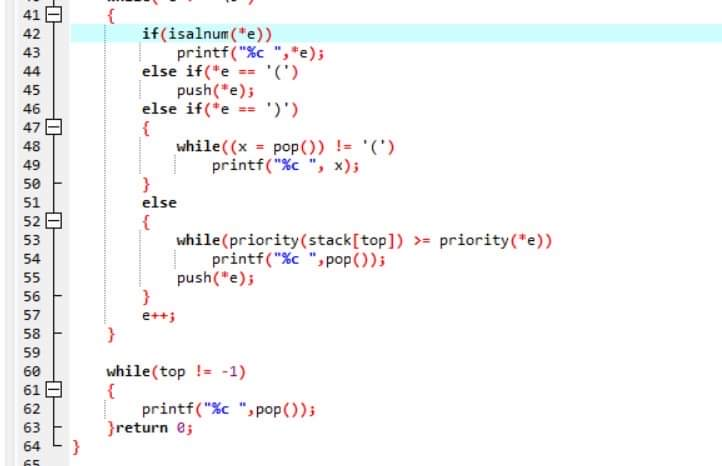 41 {
42 if(isalnum(*e))
43 printf("%c ",*e);
44 else if(*e == '(')
45 push(*e);
46 else if(*e == ')')
47 {
48 while((x = pop()) != '(')
49 printf("%c ", x);
50 }
51 else
52 {
53 while(priority(stack[top]) >= priority(*e))
54 printf("%c ",pop());
55 push(*e);
56 }
57 e++;
58 }
59
60 while(top != -1)
61 {
62 printf("%c ",pop());
63 }return 0;
64 }
65